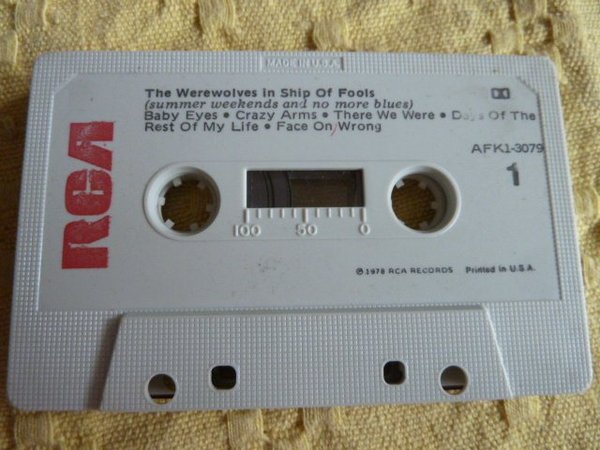 MADE IN U.S.A.
The Werewolves in Ship Of Fools
(summer weekends and no more blues)
Baby Eyes • Crazy Arms • There We Were • Days Of The
Rest Of My Life • Face On Wrong
AFK1-3079
1
RCA
100 50 0
℗ 1978 RCA RECORDS Printed in U.S.A.